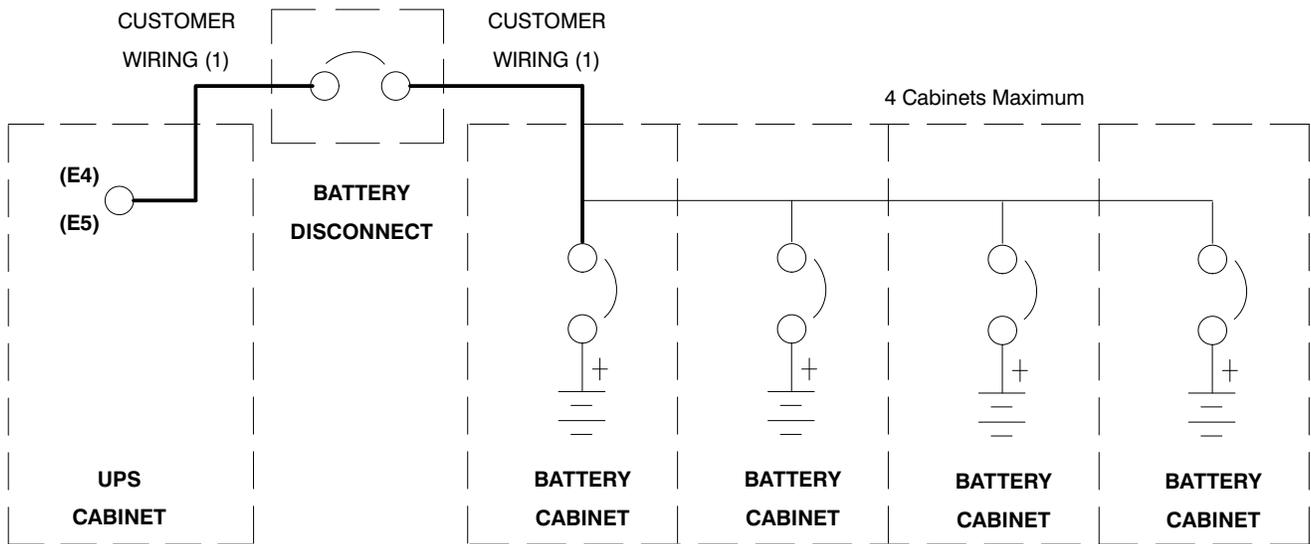 CUSTOMER
WIRING (1)
CUSTOMER
WIRING (1)
4 Cabinets Maximum
(E4)
(E5)
BATTERY
DISCONNECT
+
+
+
+
UPS
CABINET
BATTERY
CABINET
BATTERY
CABINET
BATTERY
CABINET
BATTERY
CABINET